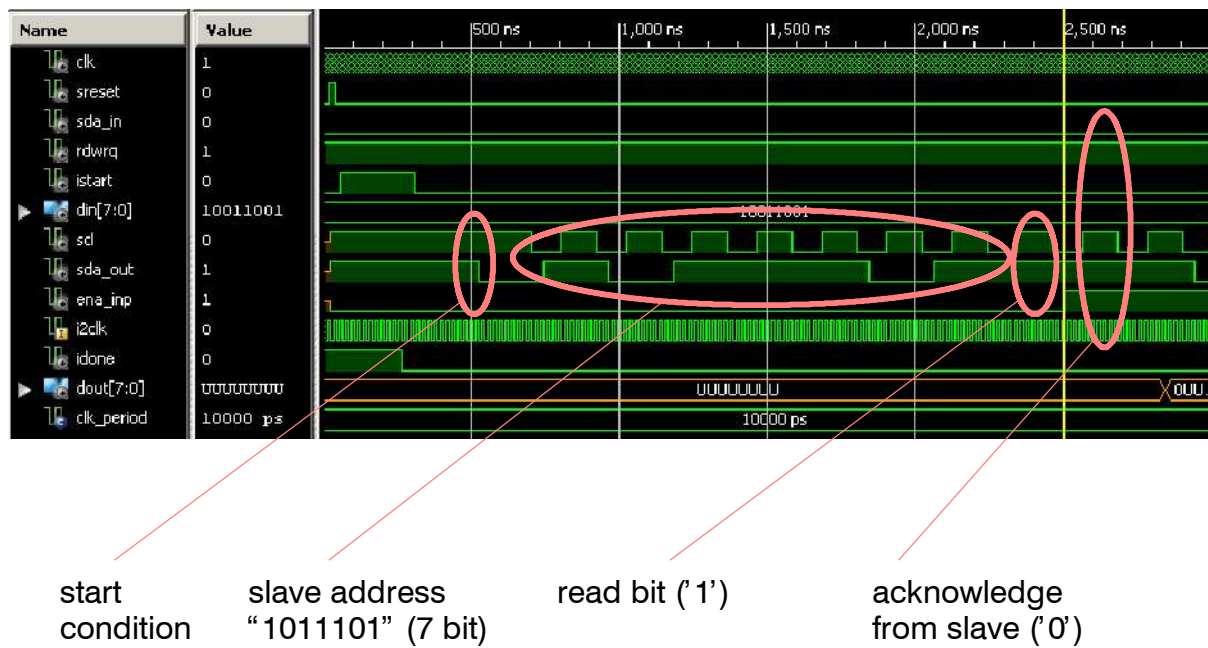 Name Value
500 ns 1,000 ns 1,500 ns 2,000 ns 2,500 ns
clk 1
sreset 0
sda_in 0
rdwrq 1
istart 0
din[7:0] 10011001 10011001
scl 0
sda_out 1
ena_inp 1
i2clk 0
idone 0
dout[7:0] UUUUUUUU UUUUUUUU 0UU
clk_period 10000 ps 10000 ps
start
condition
slave address
“1011101” (7 bit)
read bit (’1’)
acknowledge
from slave (’0’)